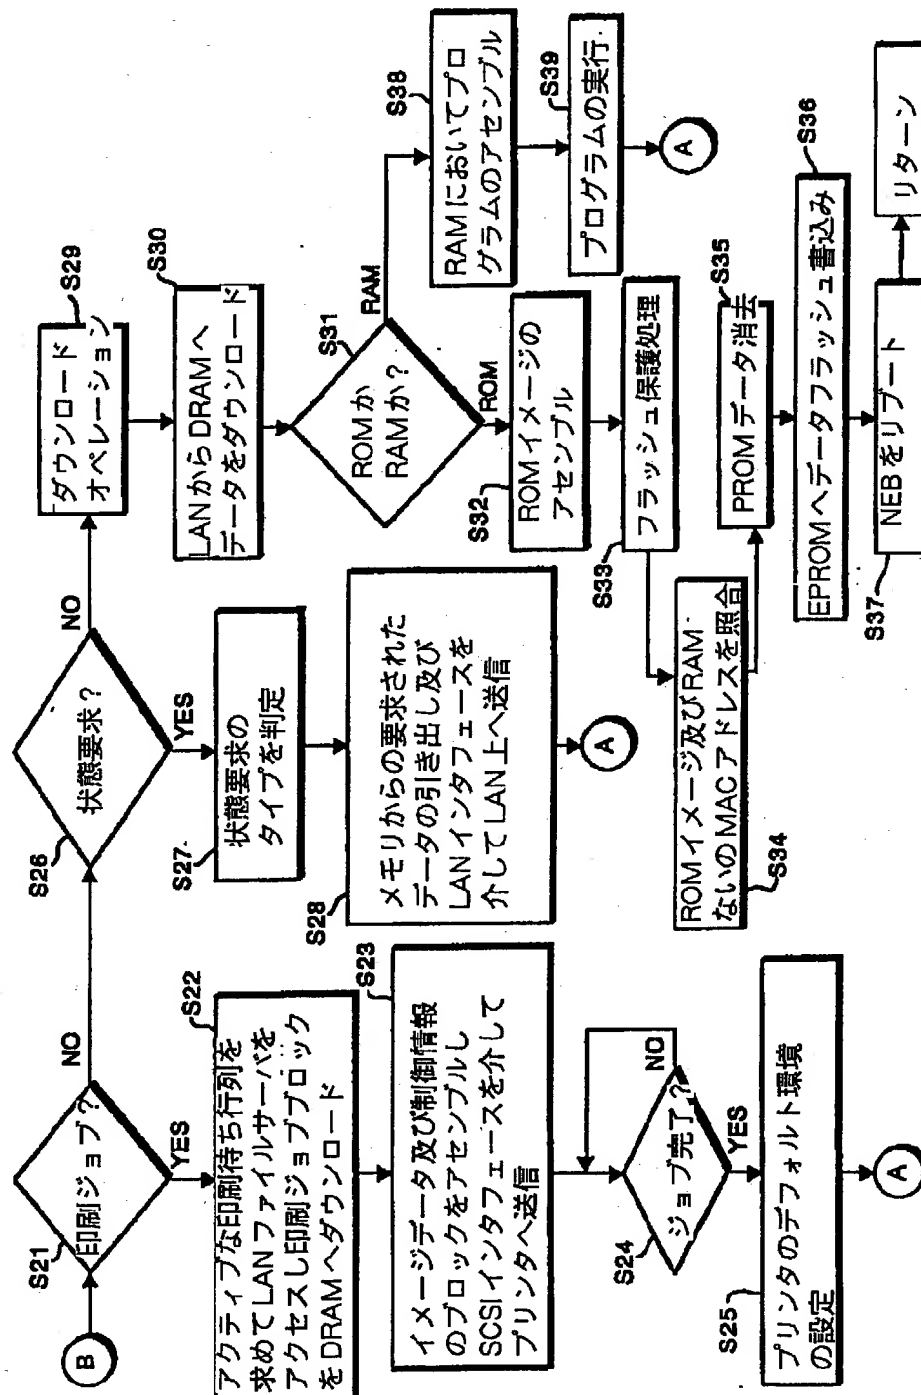 B
S21
印刷ジョブ？
NO
YES
S22
アクティブな印刷待ち行列を
求めてLANファイルサーバを
アクセスし印刷ジョブブロック
をDRAMへダウンロード
S23
イメージデータ及び制御情報
のブロックをアセンブルし
SCSIインタフェースを介して
プリンタへ送信
S24
ジョブ完了？
NO
YES
S25
プリンタのデフォルト環境
の設定
A
S26
状態要求？
NO
YES
S27
状態要求の
タイプを判定
S28
メモリからの要求された
データの引き出し及び
LANインタフェースを
介してLAN上へ送信
A
S29
ダウンロード
オペレーション
S30
LANからDRAMへ
データをダウンロード
S31
ROMか
RAMか？
RAM
ROM
S32
ROMイメージの
アセンブル
S33
フラッシュ保護処理
S34
ROMイメージ及びRAM
ないのMACアドレスを照合
S35
PROMデータ消去
S36
EPROMへデータフラッシュ書込み
S37
NEBをリブート
リターン
S38
RAMにおいてプロ
グラムのアセンブル
S39
プログラムの実行
A